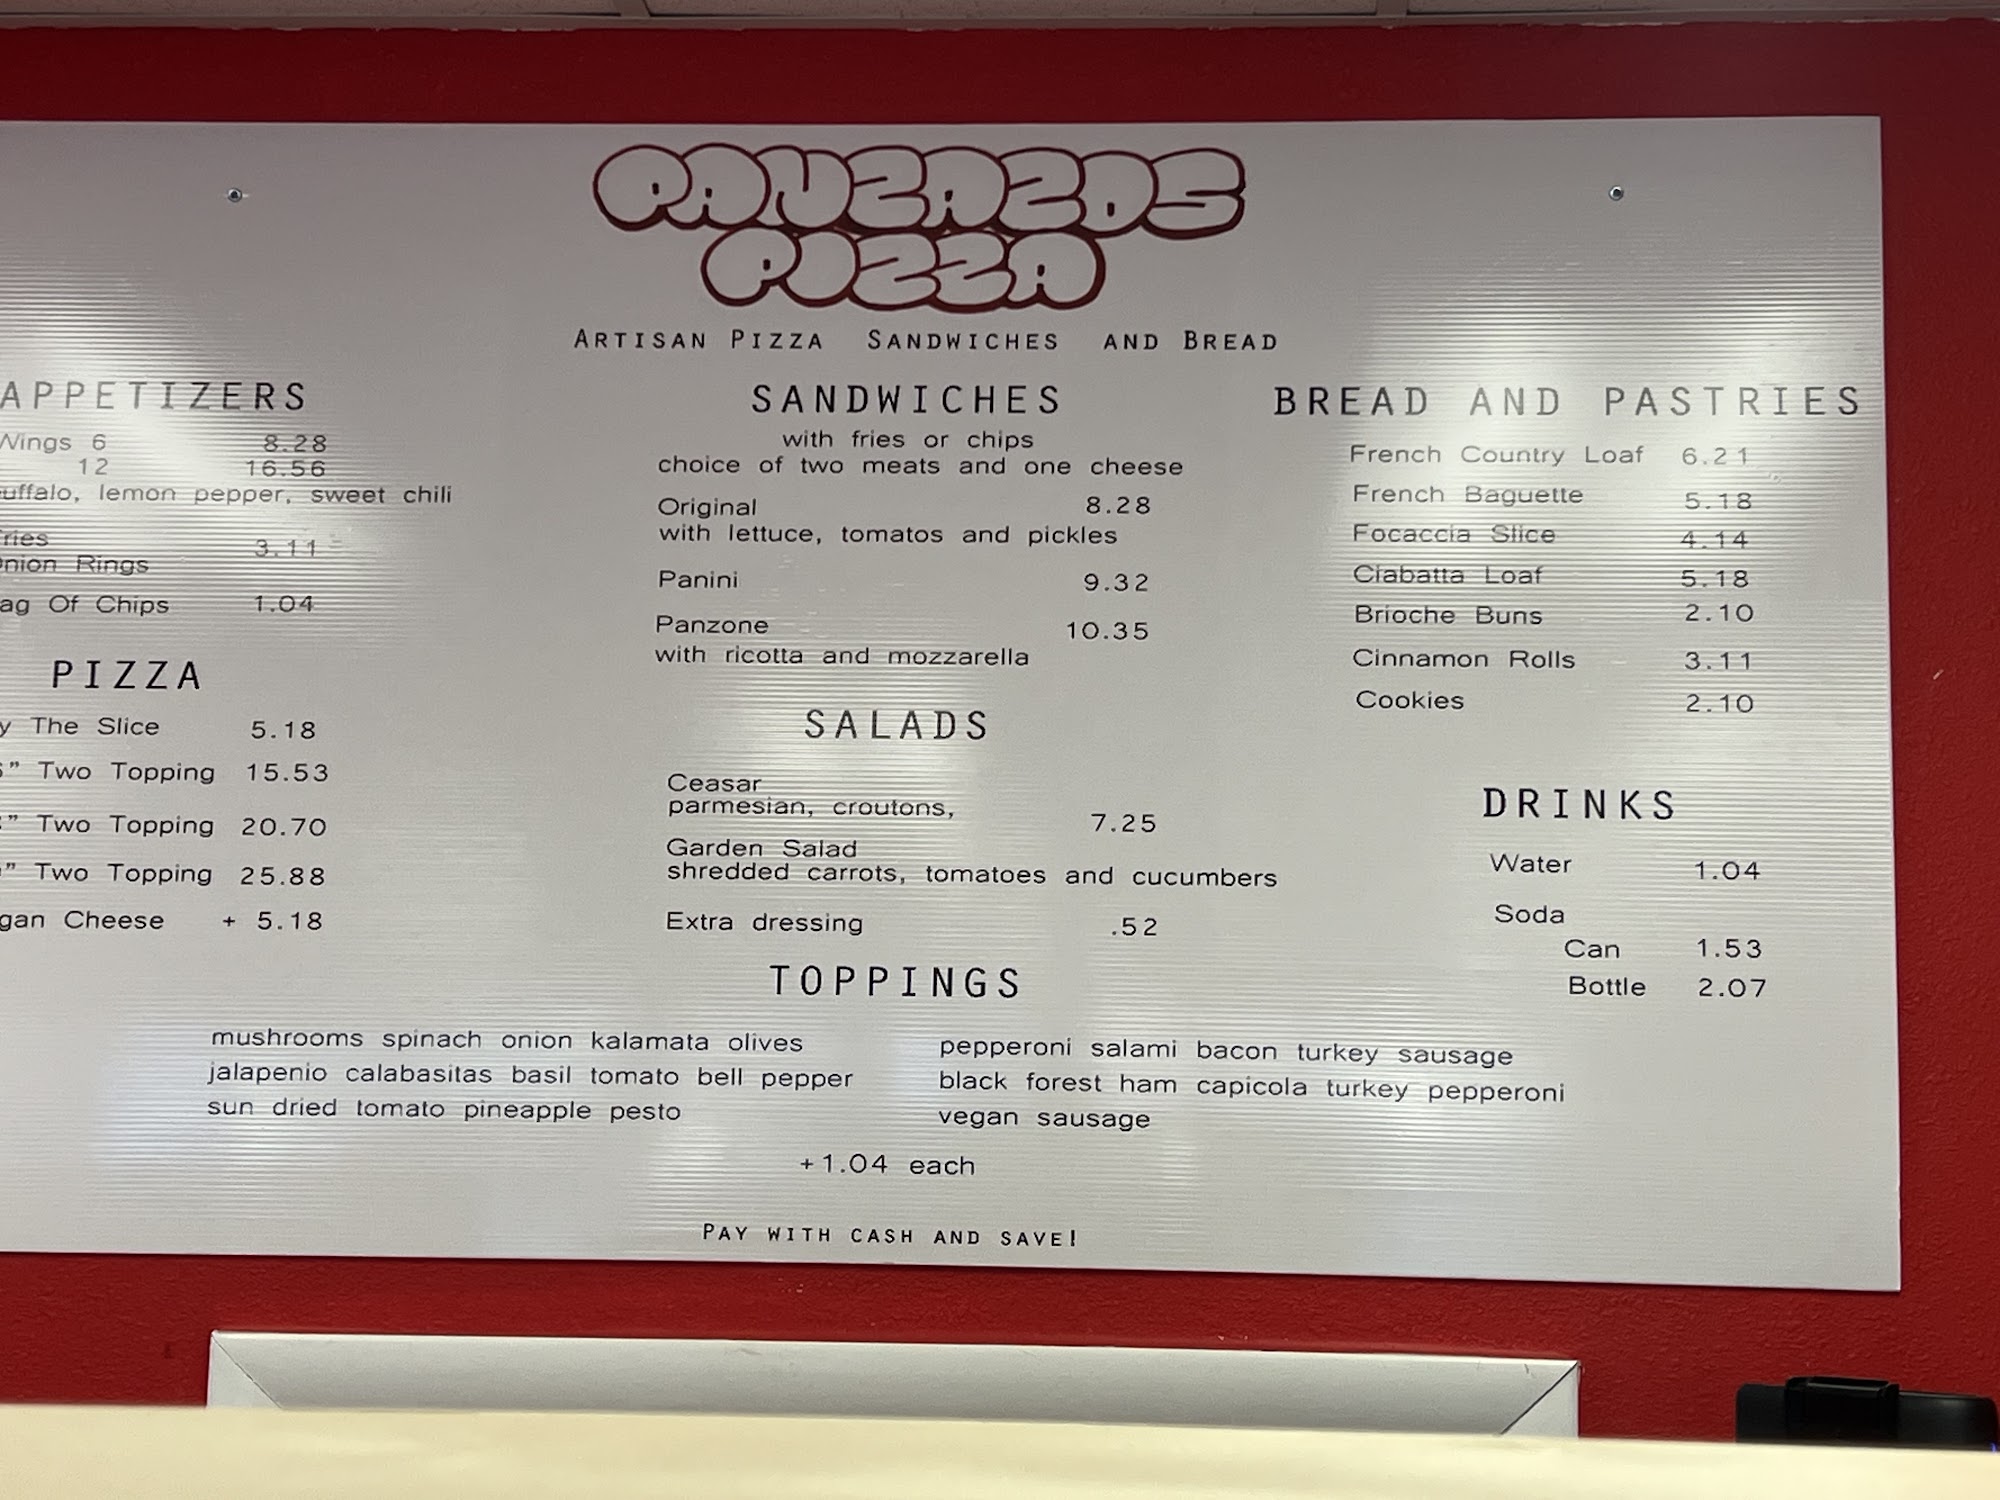 PANZAZOS
PIZZA
ARTISAN PIZZA SANDWICHES AND BREAD
APPETIZERS
Wings 6 8.28
12 16.56
lemon pepper, sweet chili
3.11
Rings
Of Chips 1.04
PIZZA
The Slice 5.18
Two Topping 15.53
Two Topping 20.70
Two Topping 25.88
Cheese + 5.18
SANDWICHES
with fries or chips
choice of two meats and one cheese
Original 8.28
with lettuce, tomatos and pickles
Panini 9.32
Panzone 10.35
with ricotta and mozzarella
SALADS
Ceasar
parmesian, croutons,
7.25
Garden Salad
shredded carrots, tomatoes and cucumbers
Extra dressing .52
BREAD AND PASTRIES
French Country Loaf 6.21
French Baguette 5.18
Focaccia Slice 4.14
Ciabatta Loaf 5.18
Brioche Buns 2.10
Cinnamon Rolls 3.11
Cookies 2.10
DRINKS
Water 1.04
Soda
Can 1.53
Bottle 2.07
TOPPINGS
mushrooms spinach onion kalamata olives
jalapenio calabasitas basil tomato bell pepper
sun dried tomato pineapple pesto
pepperoni salami bacon turkey sausage
black forest ham capicola turkey pepperoni
vegan sausage
+1.04 each
PAY WITH CASH AND SAVE!